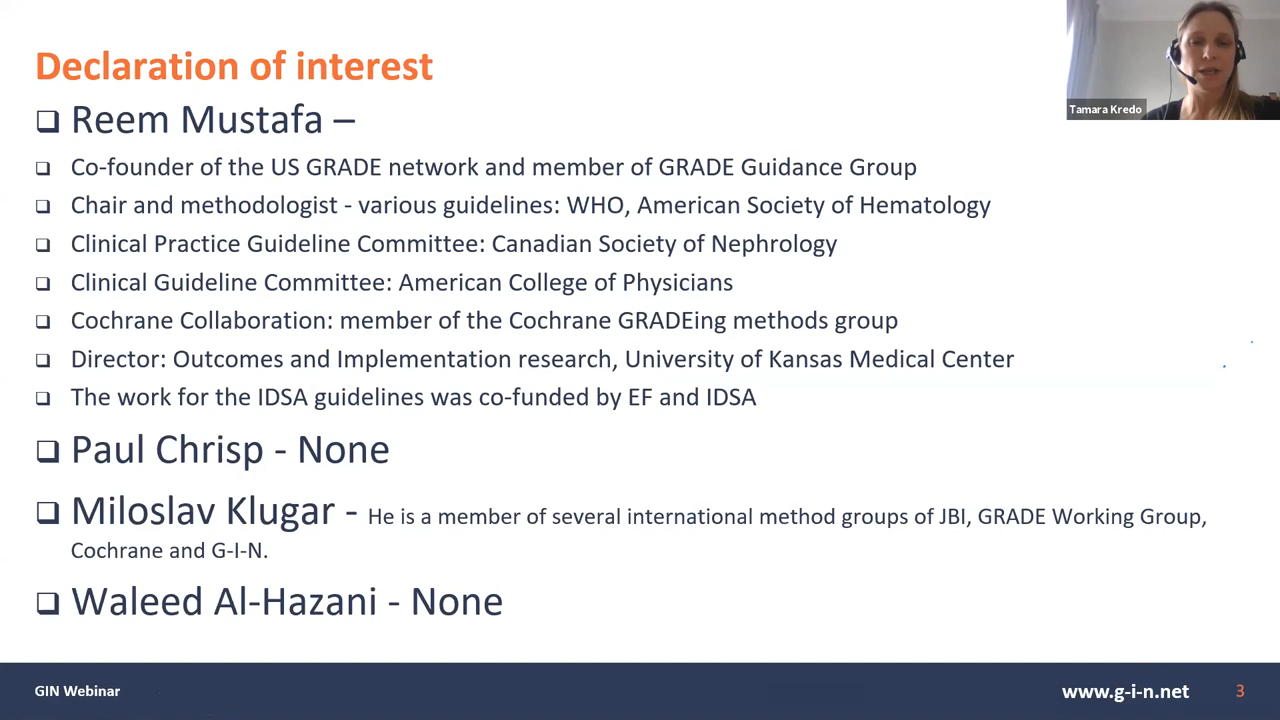 Declaration of interest
Tamara Kredo
❑ Reem Mustafa –
❑ Co-founder of the US GRADE network and member of GRADE Guidance Group
❑ Chair and methodologist - various guidelines: WHO, American Society of Hematology
❑ Clinical Practice Guideline Committee: Canadian Society of Nephrology
❑ Clinical Guideline Committee: American College of Physicians
❑ Cochrane Collaboration: member of the Cochrane GRADEing methods group
❑ Director: Outcomes and Implementation research, University of Kansas Medical Center
❑ The work for the IDSA guidelines was co-funded by EF and IDSA
❑ Paul Chrisp - None
❑ Miloslav Klugar - He is a member of several international method groups of JBI, GRADE Working Group,
Cochrane and G-I-N.
❑ Waleed Al-Hazani - None
GIN Webinar
www.g-i-n.net
3